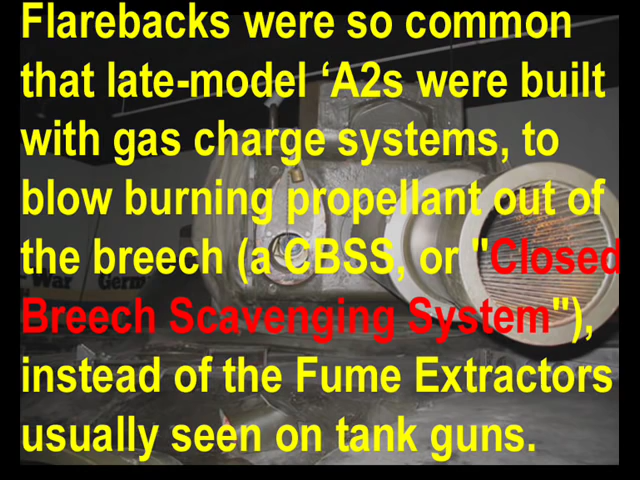 Flarebacks were so common
that late-model ‘A2s were built
with gas charge systems, to
blow burning propellant out of
the breech (a CBSS, or "Closed
Breech Scavenging System"),
instead of the Fume Extractors
usually seen on tank guns.
War Germ